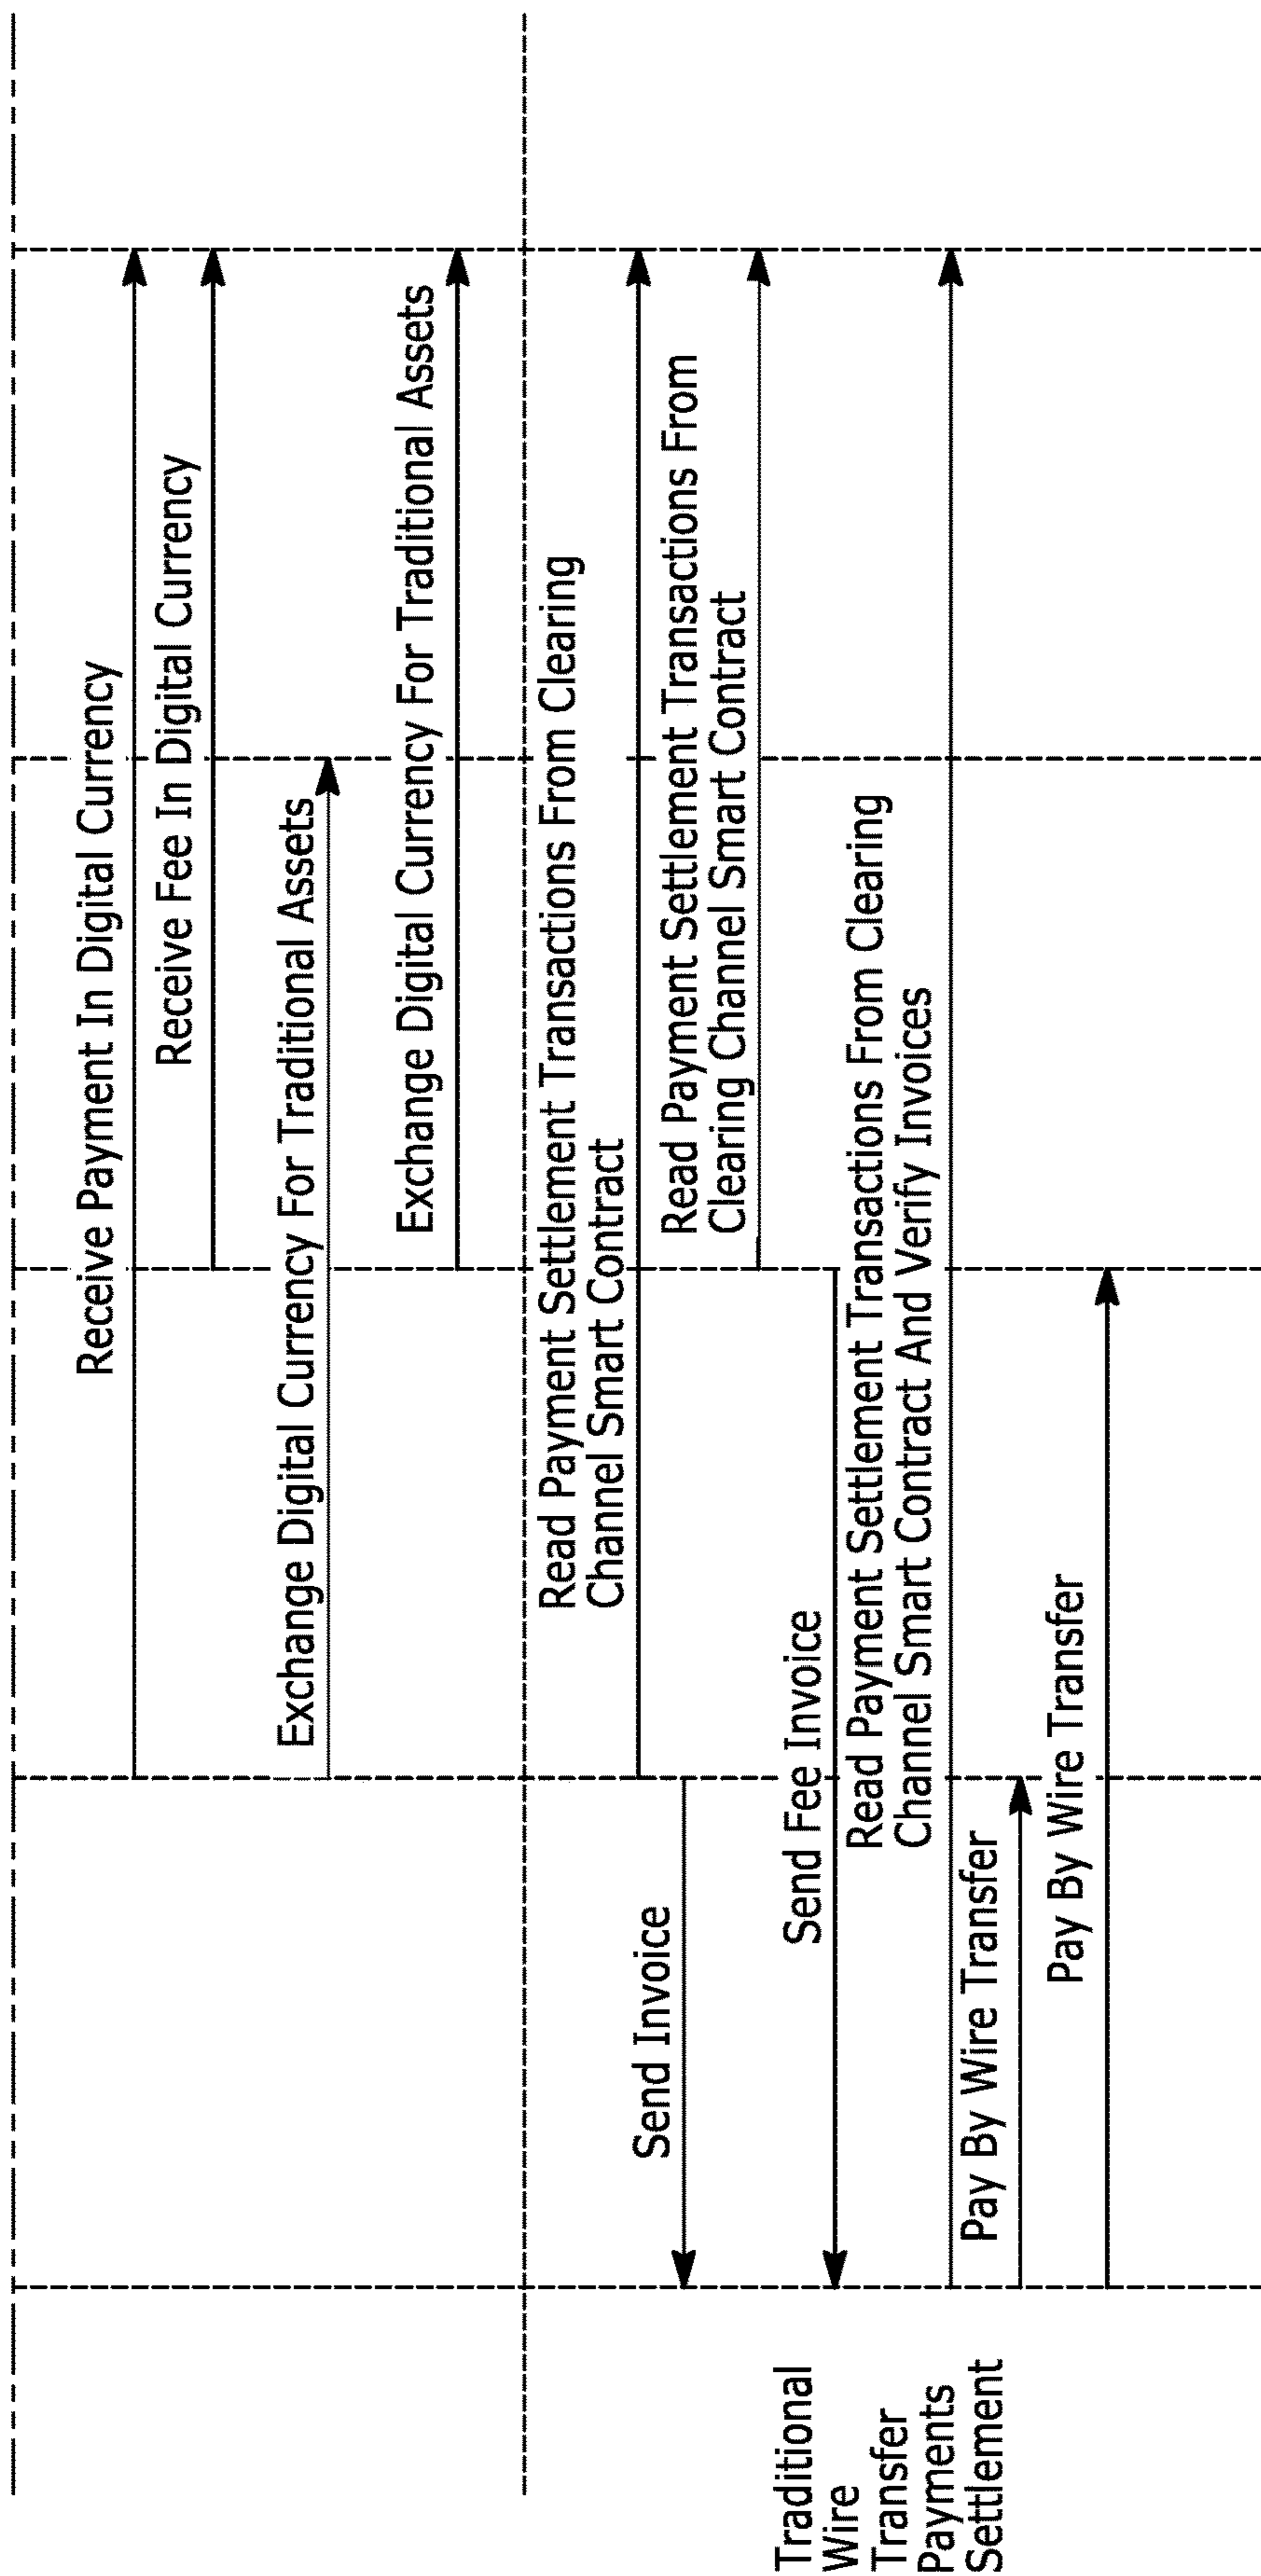 Receive Payment In Digital Currency
Receive Fee In Digital Currency
Exchange Digital Currency For Traditional Assets
Exchange Digital Currency For Traditional Assets
Read Payment Settlement Transactions From Clearing
Channel Smart Contract
Send Invoice
Read Payment Settlement Transactions From
Clearing Channel Smart Contract
Send Fee Invoice
Traditional
Wire
Transfer
Payments
Settlement
Read Payment Settlement Transactions From Clearing
Channel Smart Contract And Verify Invoices
Pay By Wire Transfer
Pay By Wire Transfer